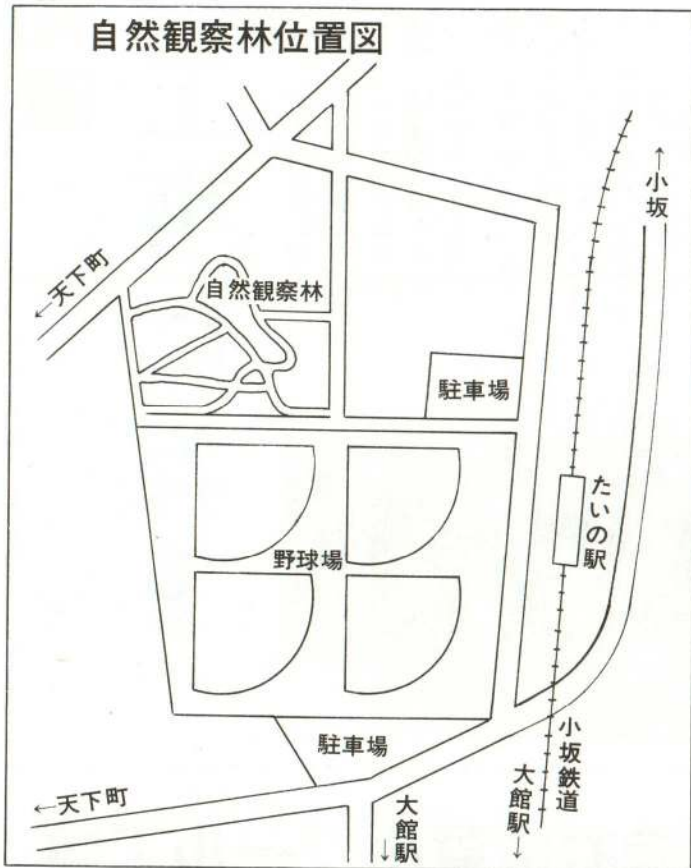 自然観察林位置図
↑小坂
←天下町
自然観察林
駐車場
たいの駅
野球場
駐車場
小坂鉄道
大館駅↓
←天下町
大館駅↓